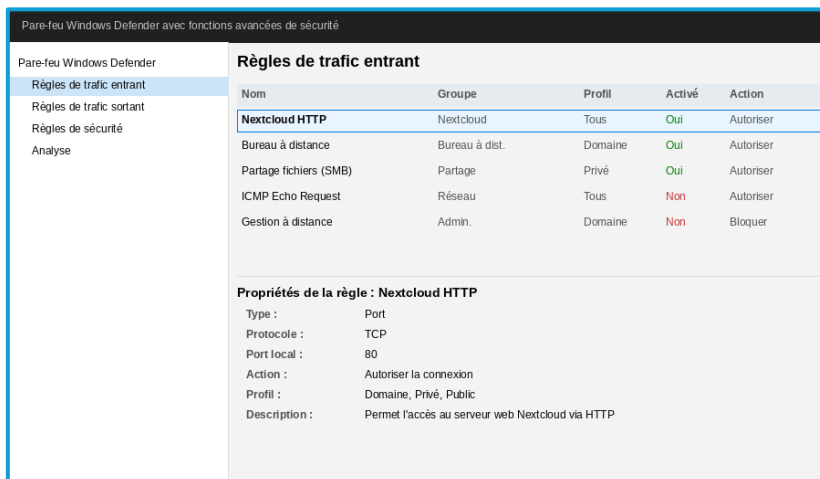 Pare-feu Windows Defender avec fonctions avancées de sécurité
Pare-feu Windows Defender
Règles de trafic entrant
Règles de trafic sortant
Règles de sécurité
Analyse
Règles de trafic entrant
Nom Groupe Profil Activé Action
Nextcloud HTTP Nextcloud Tous Oui Autoriser
Bureau à distance Bureau à dist. Domaine Oui Autoriser
Partage fichiers (SMB) Partage Privé Oui Autoriser
ICMP Echo Request Réseau Tous Non Autoriser
Gestion à distance Admin. Domaine Non Bloquer
Propriétés de la règle : Nextcloud HTTP
Type : Port
Protocole : TCP
Port local : 80
Action : Autoriser la connexion
Profil : Domaine, Privé, Public
Description : Permet l'accès au serveur web Nextcloud via HTTP